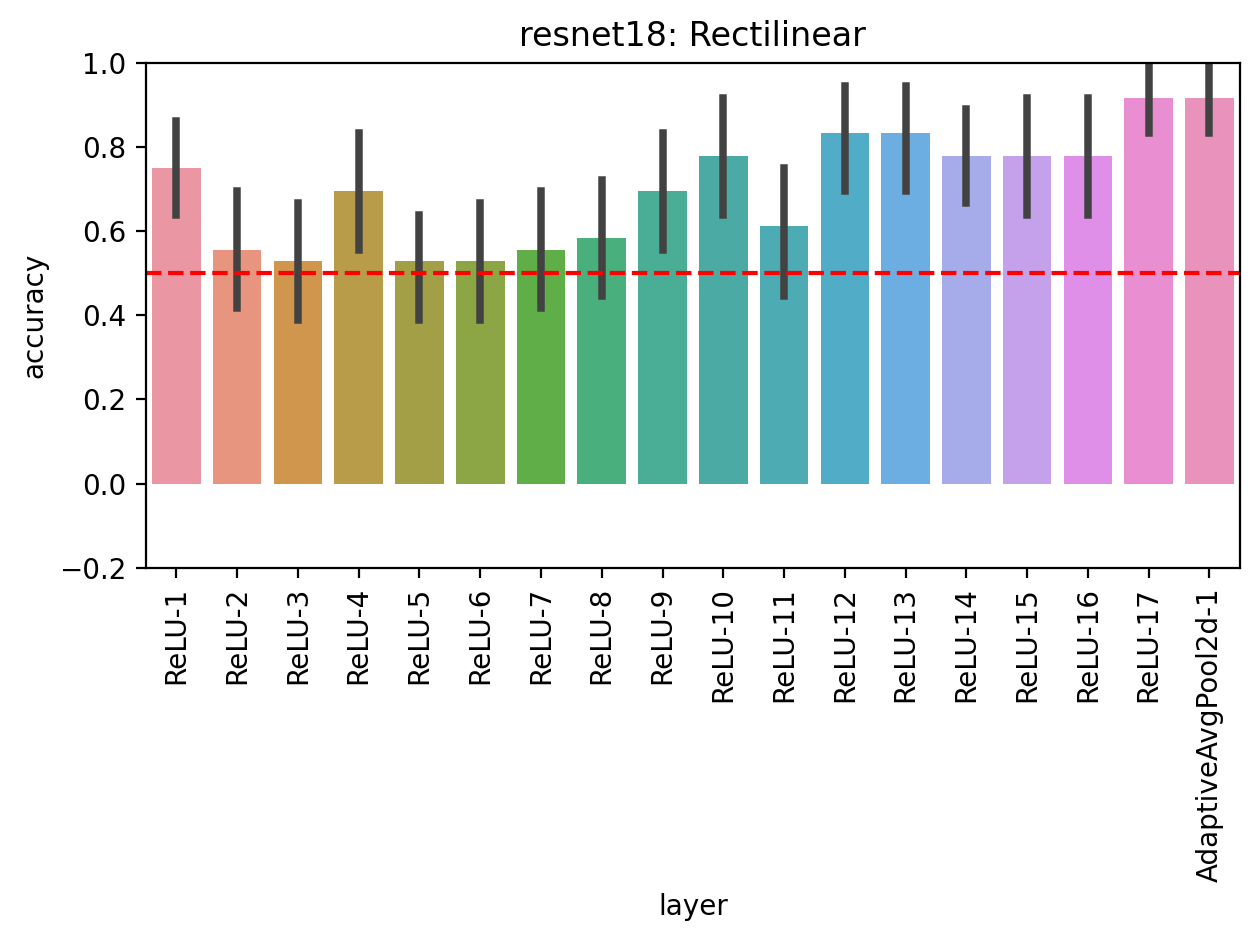 resnet18: Rectilinear
1.0
0.8
0.6
0.4
0.2
0.0
−0.2
accuracy
ReLU-1
ReLU-2
ReLU-3
ReLU-4
ReLU-5
ReLU-6
ReLU-7
ReLU-8
ReLU-9
ReLU-10
ReLU-11
ReLU-12
ReLU-13
ReLU-14
ReLU-15
ReLU-16
ReLU-17
AdaptiveAvgPool2d-1
layer